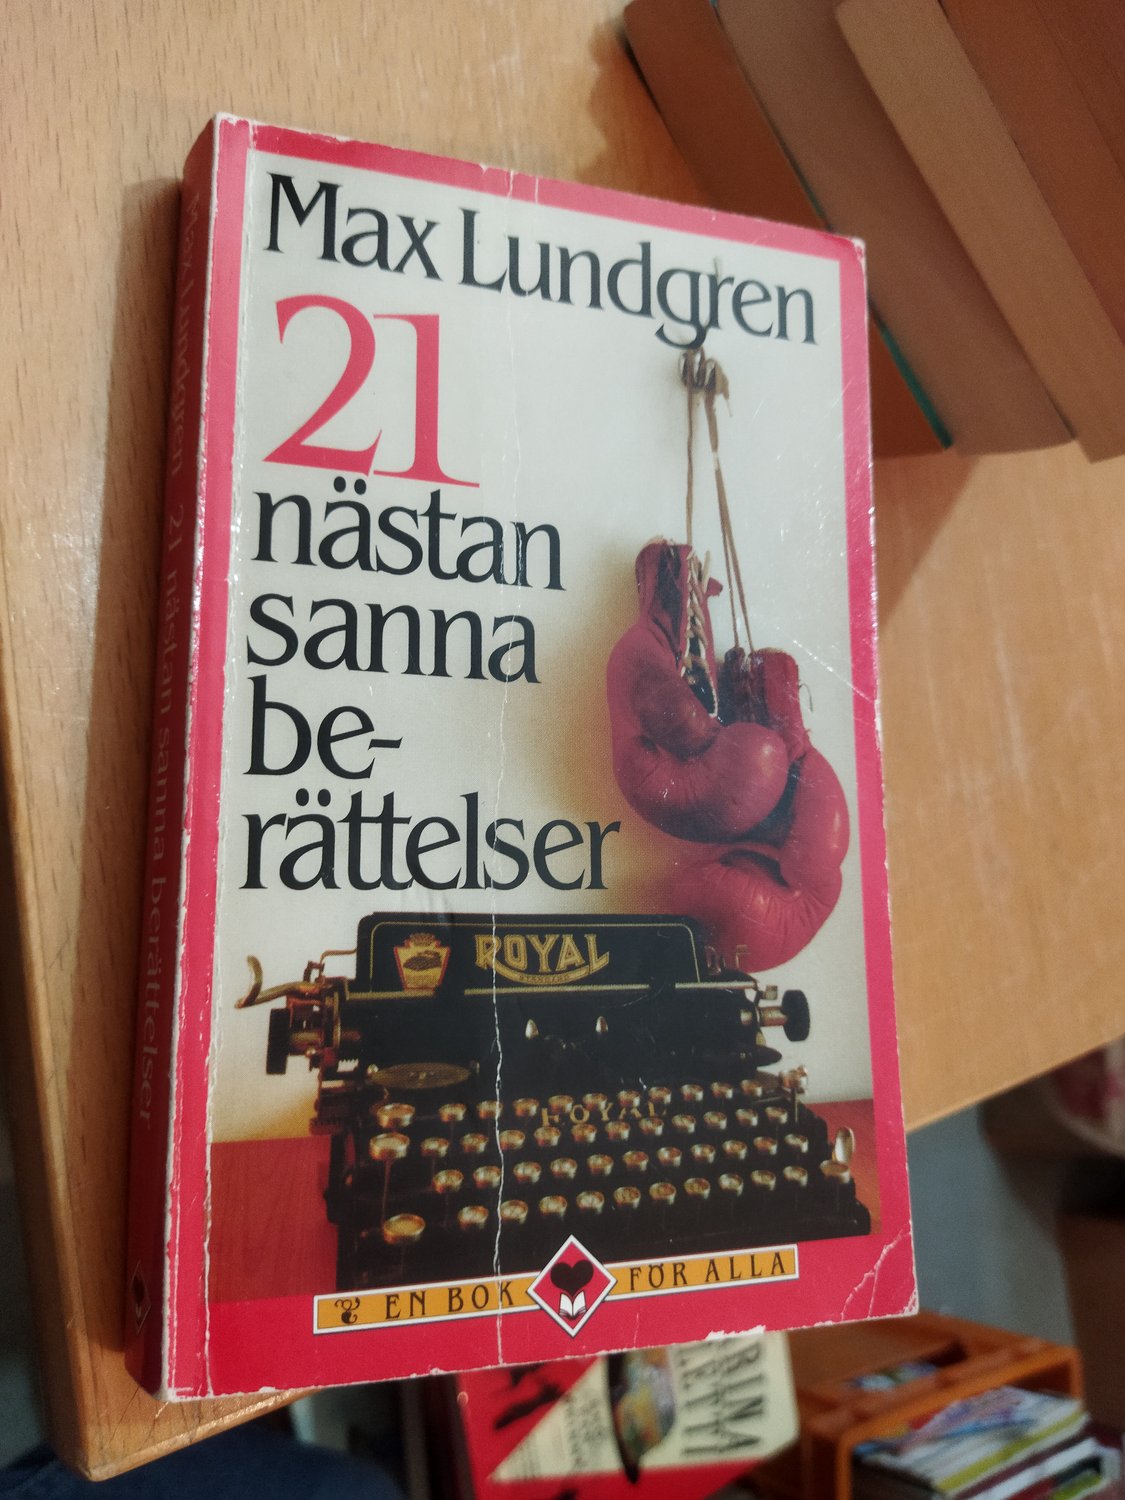 Max Lundgren
21
nästan
sanna
be-
rättelser
ROYAL
ROYAL
EN BOK FÖR ALLA
Max Lundgren 21 nästan sanna berättelser